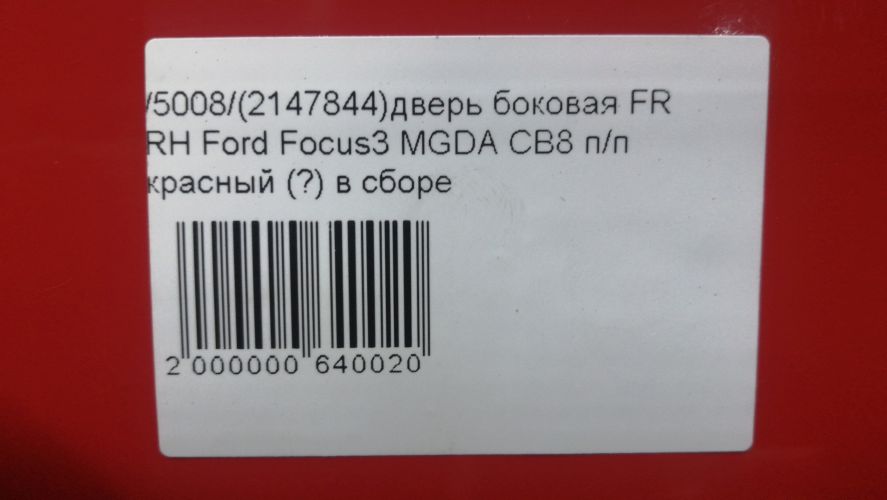 /5008/(2147844)дверь боковая FR
RH Ford Focus3 MGDA CB8 п/п
красный (?) в сборе
2 000000 640020